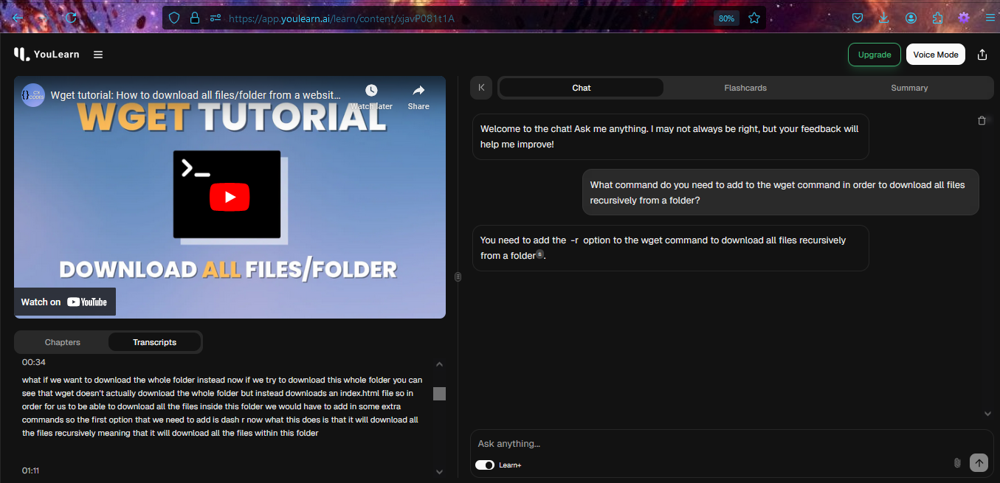 https://app.youlearn.ai/learn/content/xjavP081t1A
80%
YouLearn
Upgrade
Voice Mode
CX CODES
Wget tutorial: How to download all files/folder from a websit...
Watch later
Share
WGET TUTORIAL
DOWNLOAD ALL FILES/FOLDER
Watch on YouTube
Chapters
Transcripts
00:34
what if we want to download the whole folder instead now if we try to download this whole folder you can
see that wget doesn't actually download the whole folder but instead downloads an index.html file so in
order for us to be able to download all the files inside this folder we would have to add in some extra
commands so the first option that we need to add is dash r now what this does is that it will download all
the files recursively meaning that it will download all the files within this folder
01:11
Chat
Flashcards
Summary
Welcome to the chat! Ask me anything. I may not always be right, but your feedback will
help me improve!
What command do you need to add to the wget command in order to download all files
recursively from a folder?
You need to add the -r option to the wget command to download all files recursively
from a folder s.
Ask anything...
Learn+